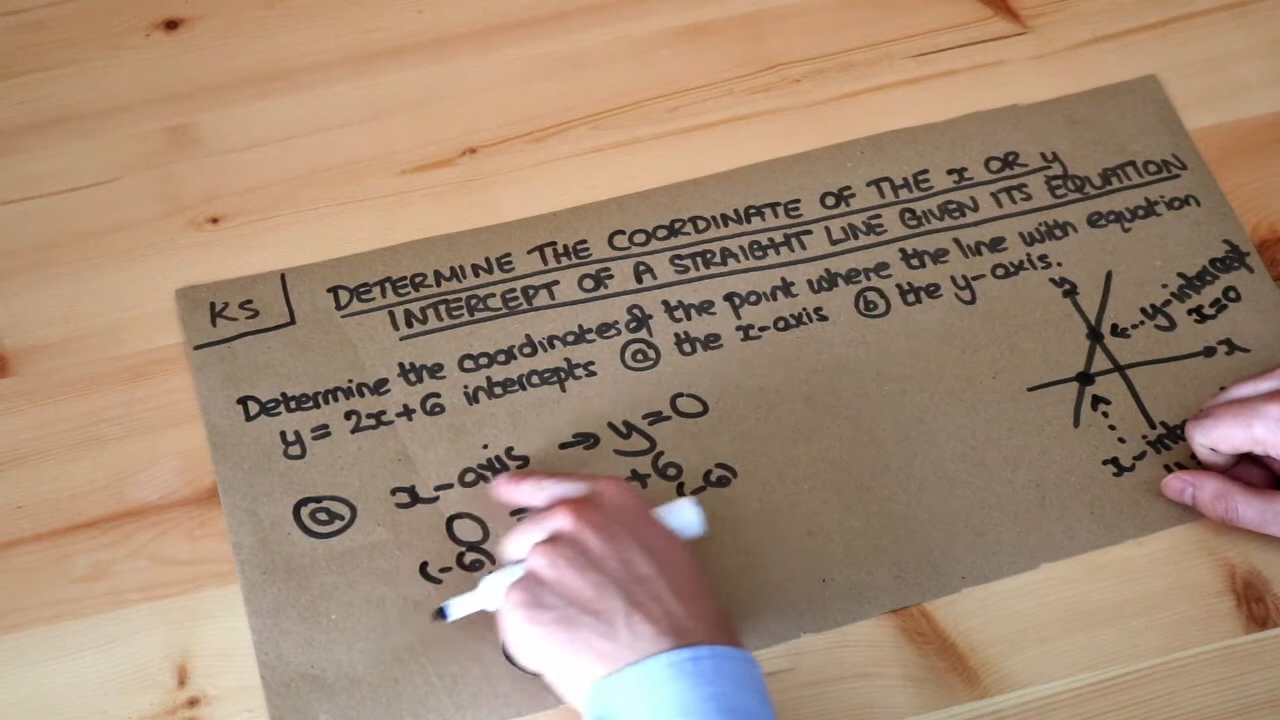 KS
DETERMINE THE COORDINATE OF THE x OR y
INTERCEPT OF A STRAIGHT LINE GIVEN ITS EQUATION
Determine the coordinates of the point where the line with equation
y = 2x+6 intercepts ⓐ the x-axis ⓑ the y-axis.
y
<--- y-intercept
x=0
x
x-int
ⓐ x-axis → y=0
0 = +6
(-6) (-6)